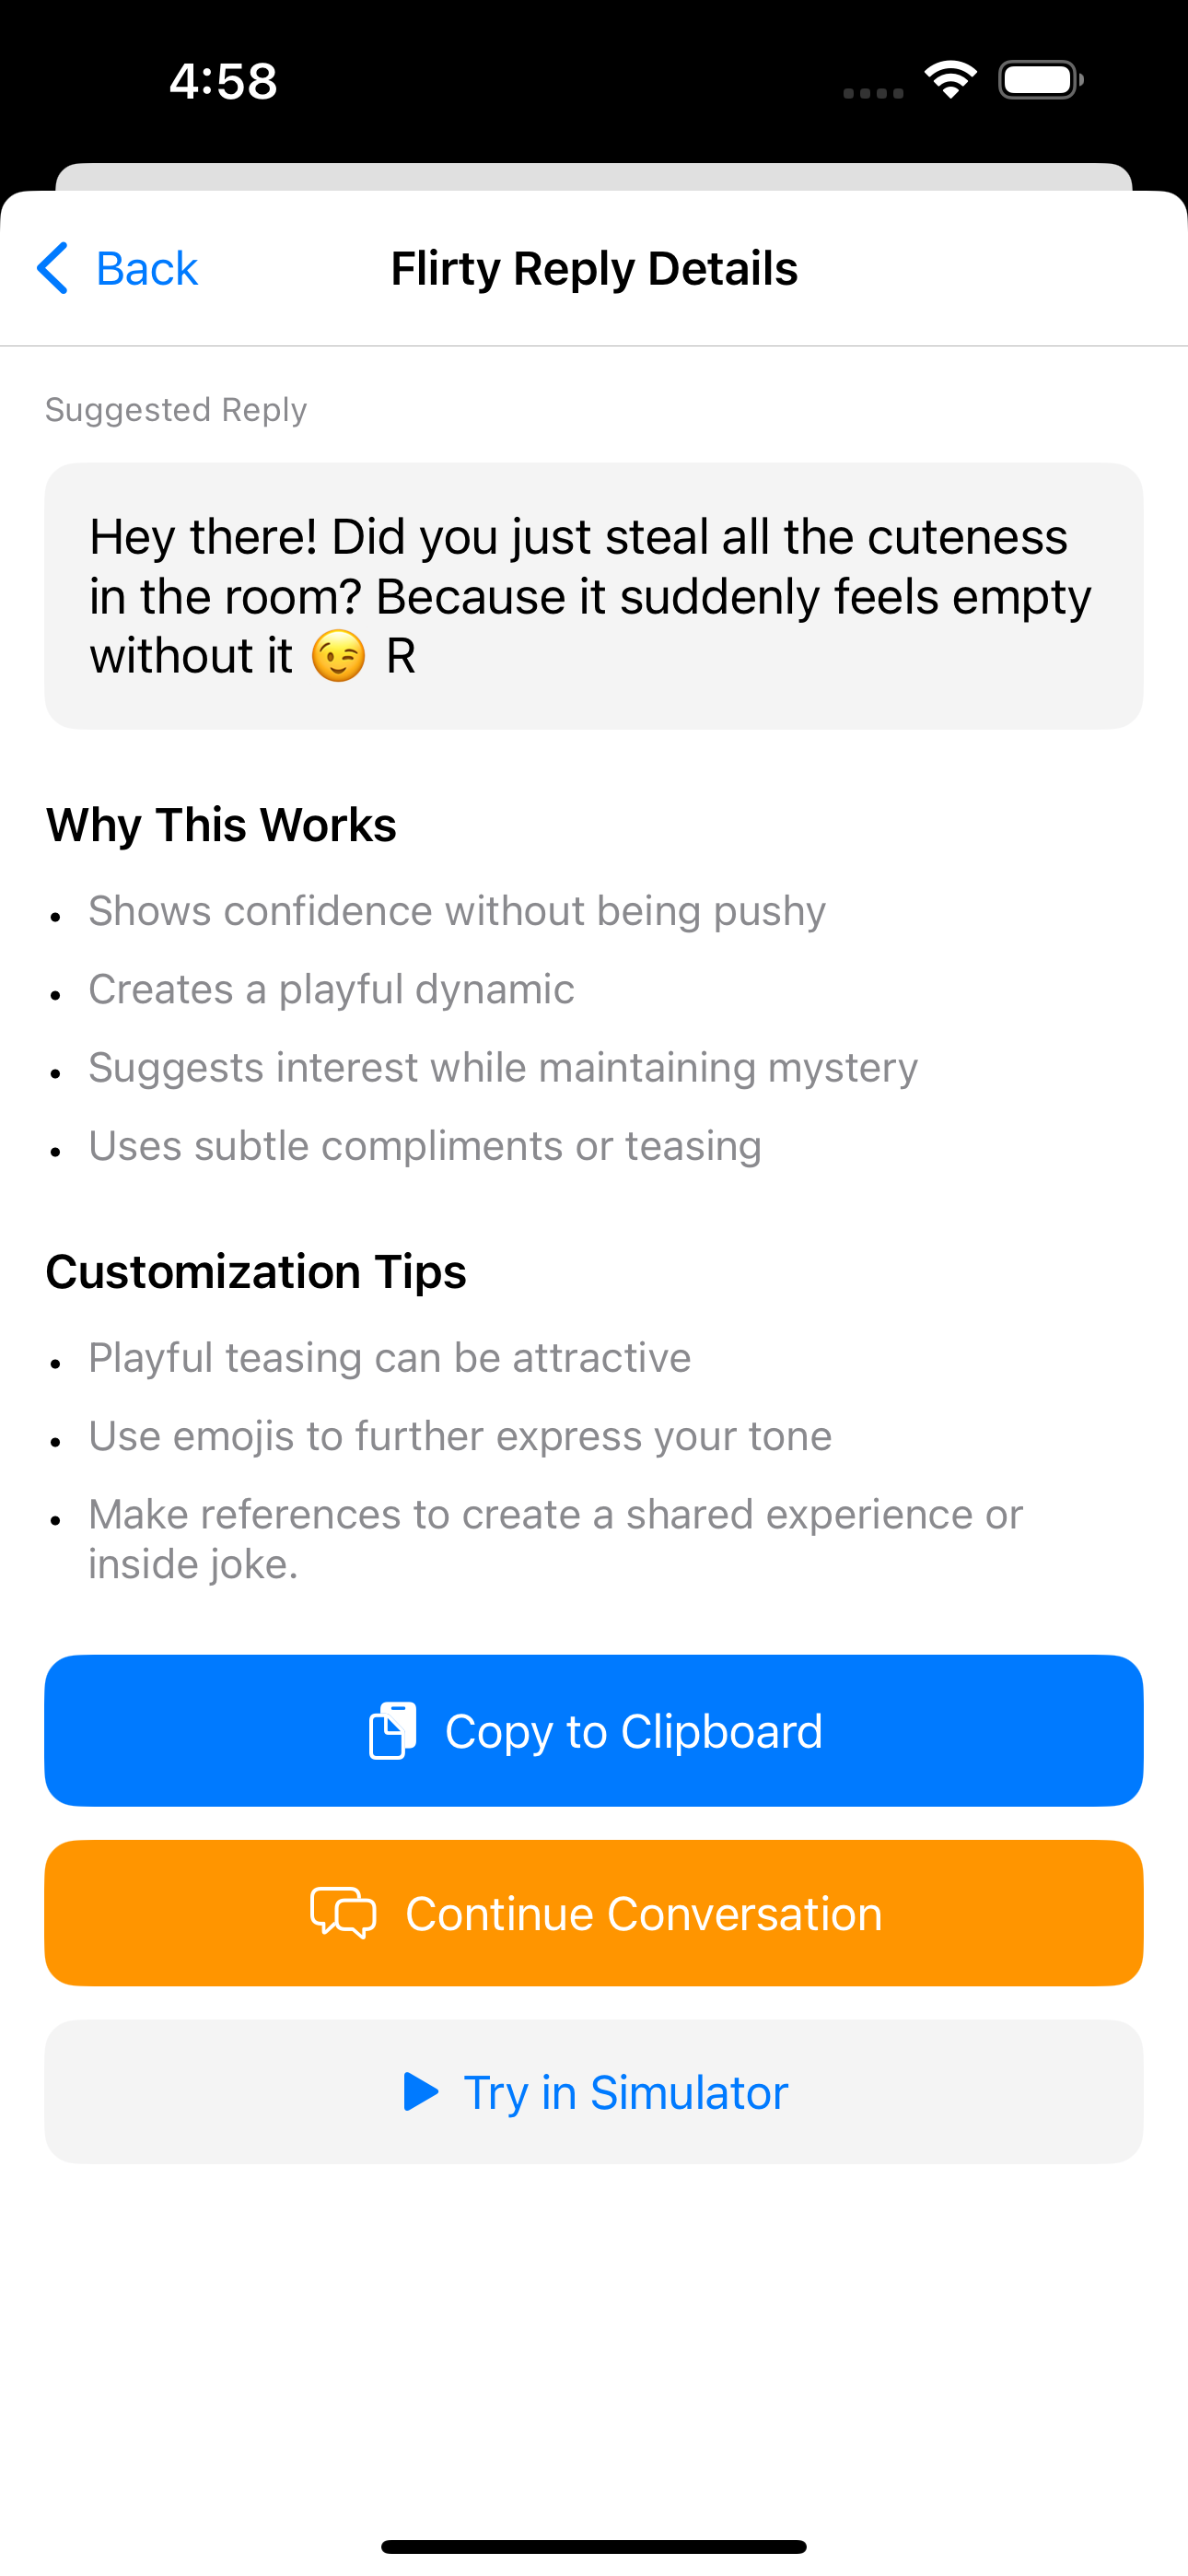 4:58
Back
Flirty Reply Details
Suggested Reply
Hey there! Did you just steal all the cuteness
in the room? Because it suddenly feels empty
without it 😉 R
Why This Works
• Shows confidence without being pushy
• Creates a playful dynamic
• Suggests interest while maintaining mystery
• Uses subtle compliments or teasing
Customization Tips
• Playful teasing can be attractive
• Use emojis to further express your tone
• Make references to create a shared experience or
inside joke.
Copy to Clipboard
Continue Conversation
Try in Simulator